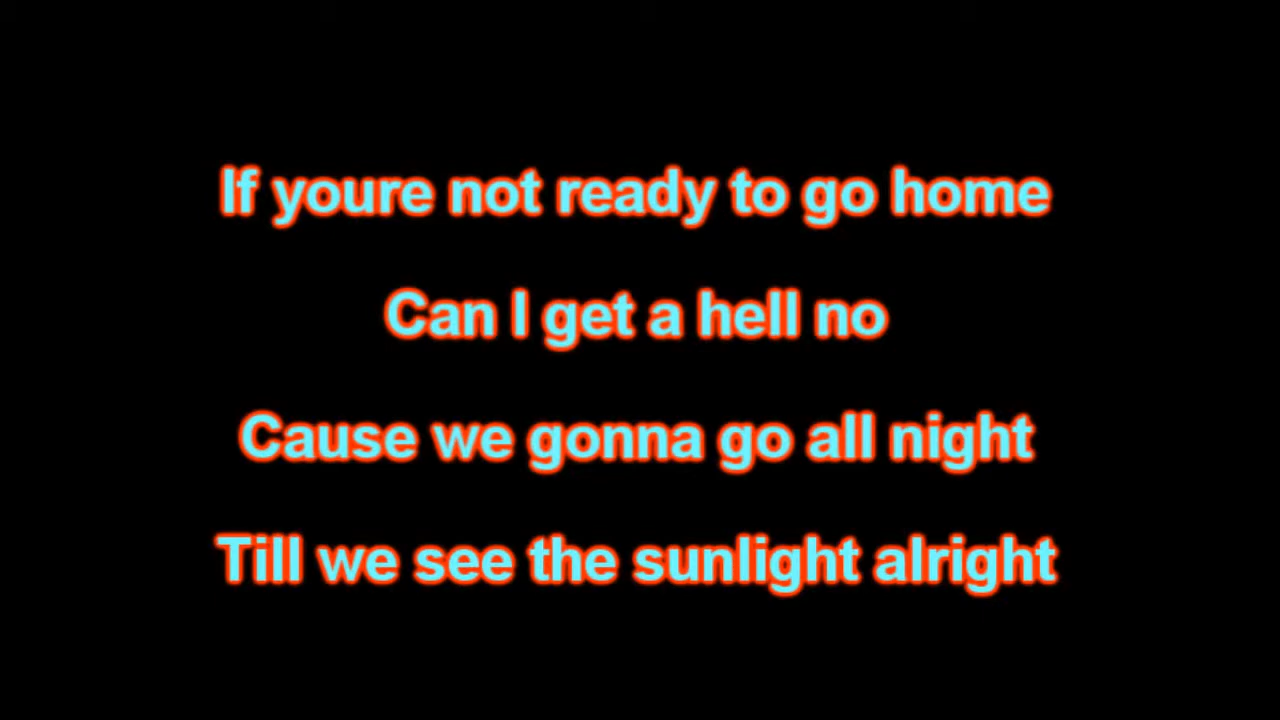 If youre not ready to go home
Can I get a hell no
Cause we gonna go all night
Till we see the sunlight alright